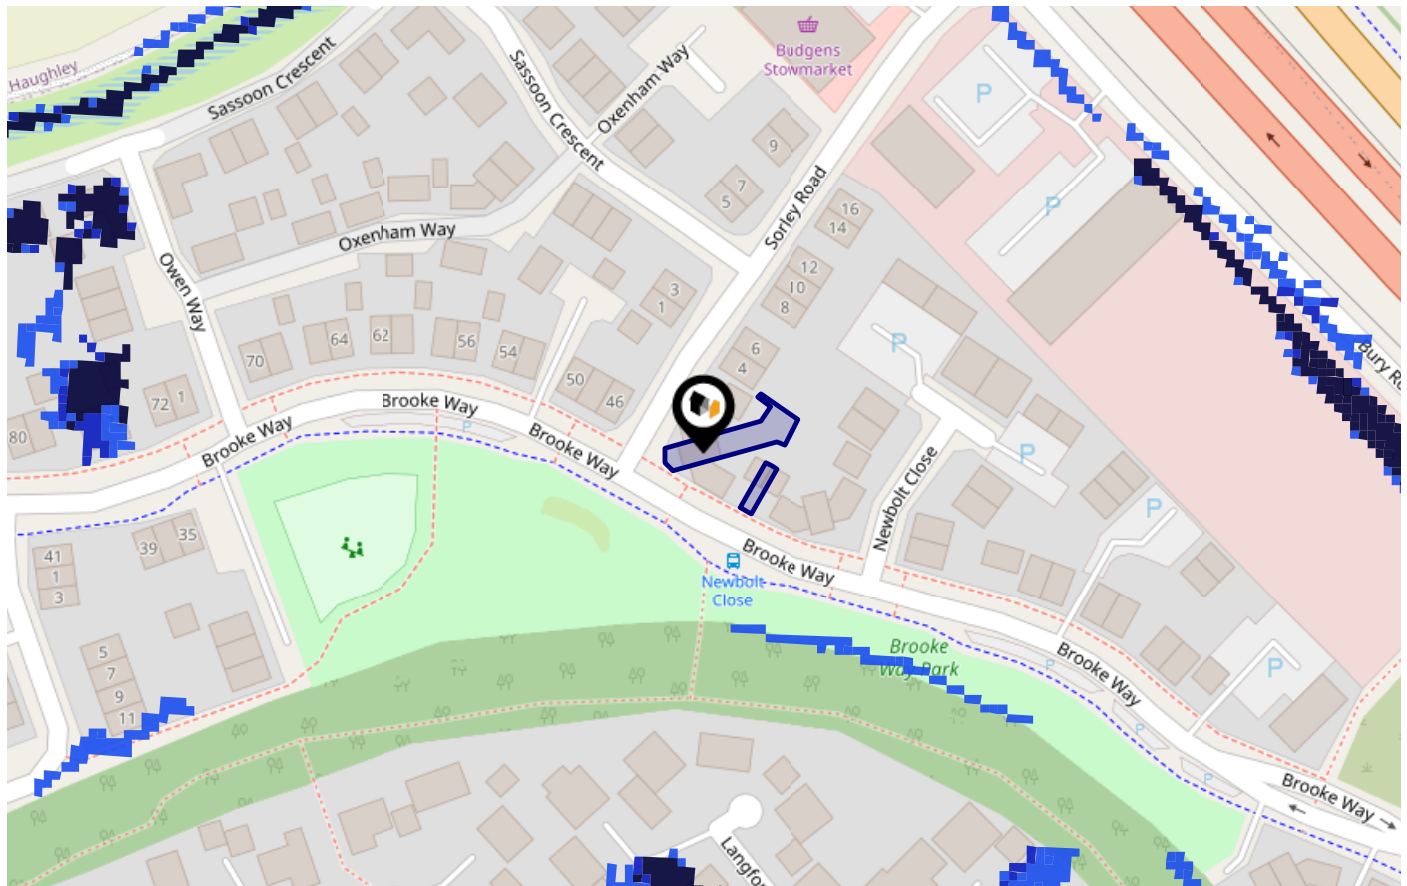 Haughley
Sassoon Crescent
Sassoon Crescent
Oxenham Way
Budgens
Stowmarket
P
9
7
5
Sorley Road
16
14
P
Oxenham Way
Owen Way
12
10
8
3
1
64
62
56
54
70
6
4
P
Bury Ro
50
46
72
1
80
Brooke Way
Brooke Way
P
Brooke Way
Newbolt Close
P
P
41
1
3
39
35
Newbolt
Close
Brooke Way
5
7
9
11
Brooke
Way Park
P
Brooke Way
P
P
P
Brooke Way
Langfo